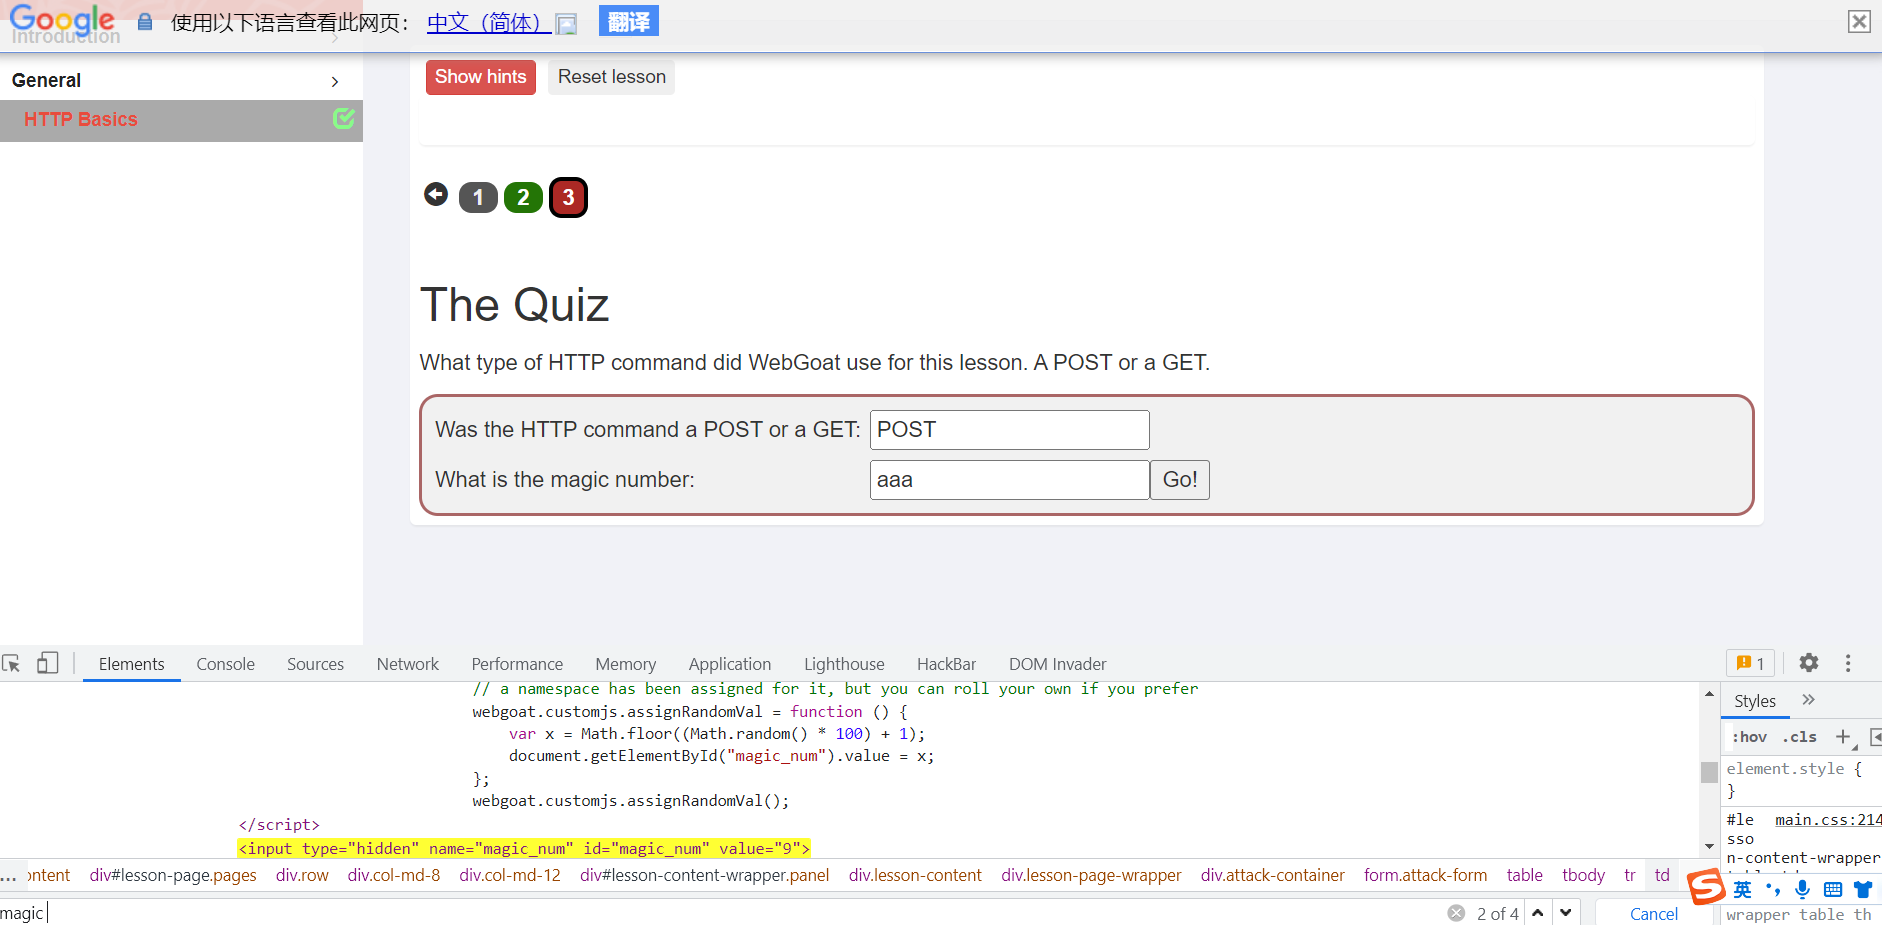 Google
使用以下语言查看此网页：
中文（简体）
翻译
Introduction
General
HTTP Basics
Show hints
Reset lesson
1
2
3
The Quiz
What type of HTTP command did WebGoat use for this lesson. A POST or a GET.
Was the HTTP command a POST or a GET:
POST
What is the magic number:
aaa
Go!
Elements
Console
Sources
Network
Performance
Memory
Application
Lighthouse
HackBar
DOM Invader
1
// a namespace has been assigned for it, but you can roll your own if you prefer
webgoat.customjs.assignRandomVal = function () {
var x = Math.floor((Math.random() * 100) + 1);
document.getElementById("magic_num").value = x;
};
webgoat.customjs.assignRandomVal();
</script>
<input type="hidden" name="magic_num" id="magic_num" value="9">
Styles
:hov .cls +
element.style {
}
#le main.css:214
sso
n-content-wrapper
... ontent div#lesson-page.pages div.row div.col-md-8 div.col-md-12 div#lesson-content-wrapper.panel div.lesson-content div.lesson-page-wrapper div.attack-container form.attack-form table tbody tr td
S 英
magic
2 of 4
Cancel
wrapper table th